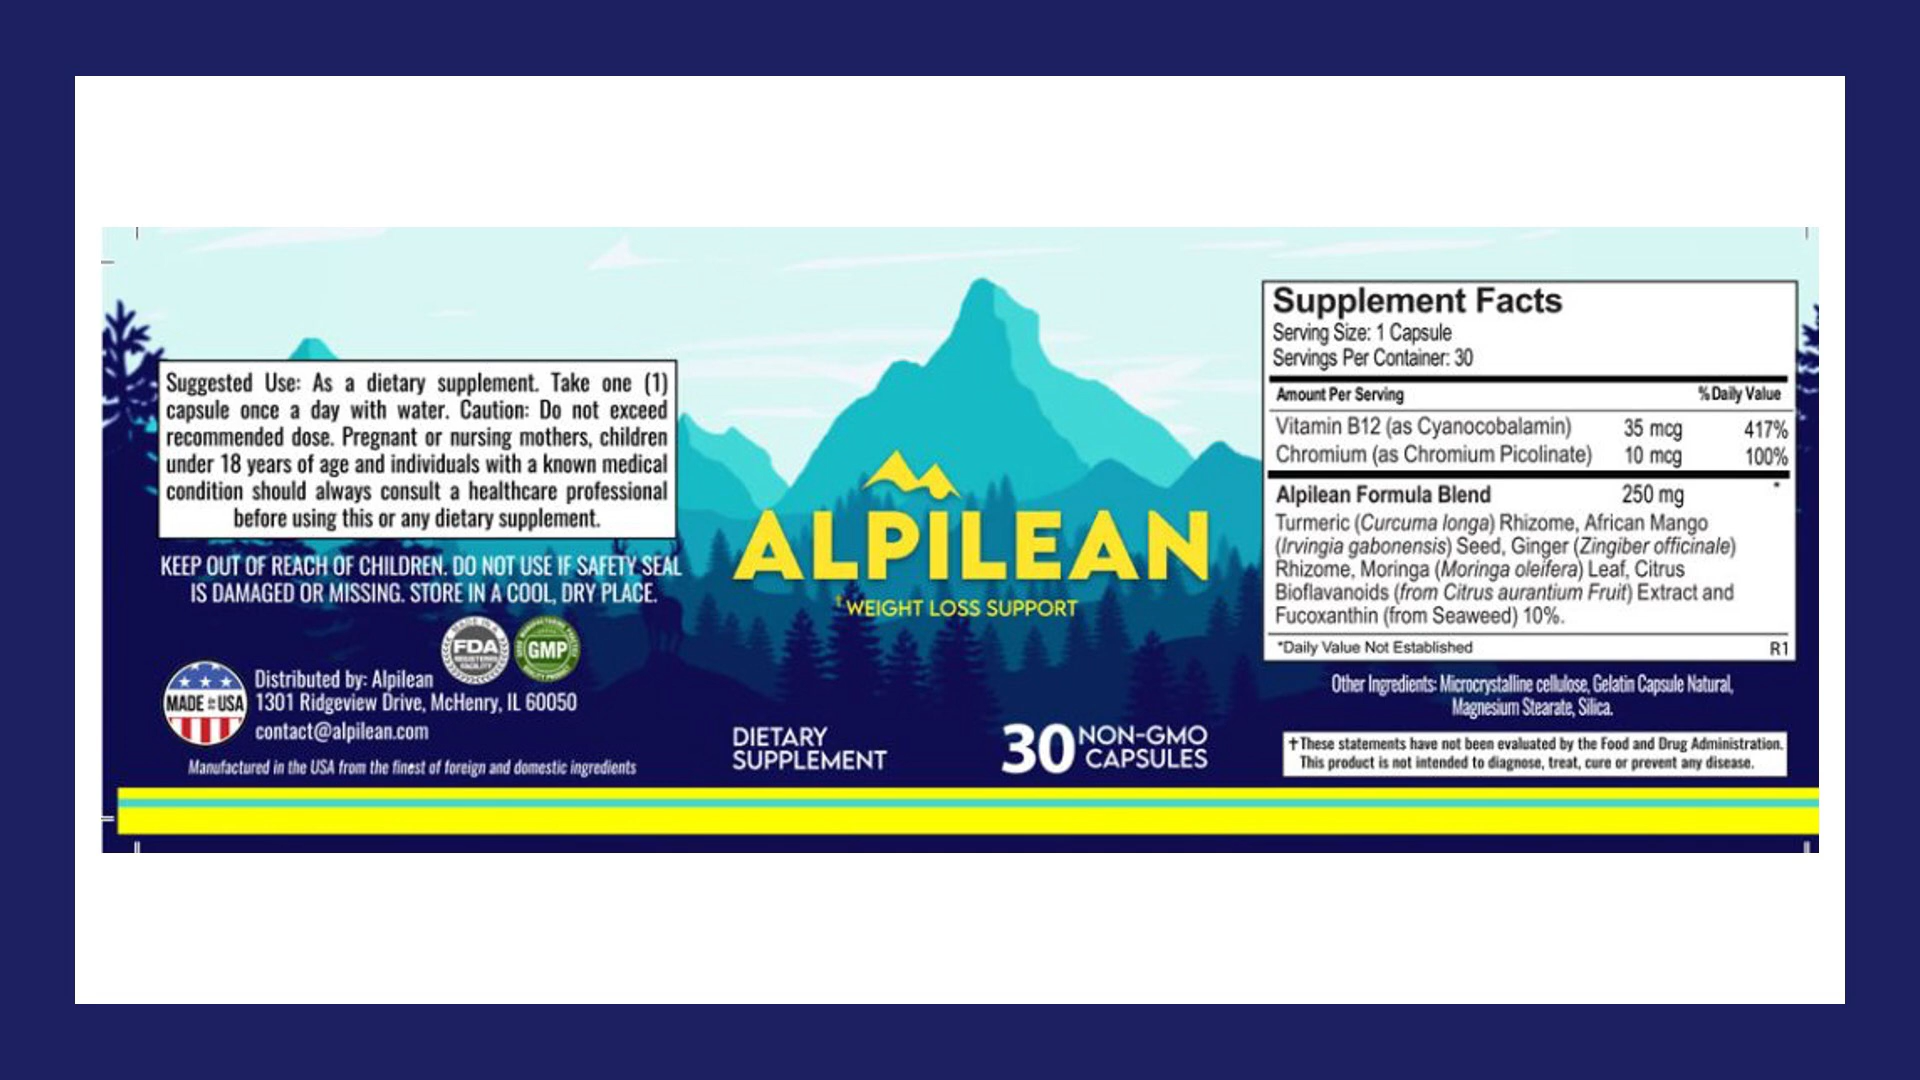 Suggested Use: As a dietary supplement. Take one (1)
capsule once a day with water. Caution: Do not exceed
recommended dose. Pregnant or nursing mothers, children
under 18 years of age and individuals with a known medical
condition should always consult a healthcare professional
before using this or any dietary supplement.
KEEP OUT OF REACH OF CHILDREN. DO NOT USE IF SAFETY SEAL
IS DAMAGED OR MISSING. STORE IN A COOL, DRY PLACE.
MADE IN A
FDA
REGISTERED
FACILITY
GMP
MADE IN USA
Distributed by: Alpilean
1301 Ridgeview Drive, McHenry, IL 60050
contact@alpilean.com
Manufactured in the USA from the finest of foreign and domestic ingredients
ALPILEAN
†WEIGHT LOSS SUPPORT
DIETARY
SUPPLEMENT
30 NON-GMO
CAPSULES
Supplement Facts
Serving Size: 1 Capsule
Servings Per Container: 30
Amount Per Serving % Daily Value
Vitamin B12 (as Cyanocobalamin) 35 mcg 417%
Chromium (as Chromium Picolinate) 10 mcg 100%
Alpilean Formula Blend 250 mg *
Turmeric (Curcuma longa) Rhizome, African Mango
(Irvingia gabonensis) Seed, Ginger (Zingiber officinale)
Rhizome, Moringa (Moringa oleifera) Leaf, Citrus
Bioflavanoids (from Citrus aurantium Fruit) Extract and
Fucoxanthin (from Seaweed) 10%.
*Daily Value Not Established R1
Other Ingredients: Microcrystalline cellulose, Gelatin Capsule Natural,
Magnesium Stearate, Silica.
†These statements have not been evaluated by the Food and Drug Administration.
This product is not intended to diagnose, treat, cure or prevent any disease.